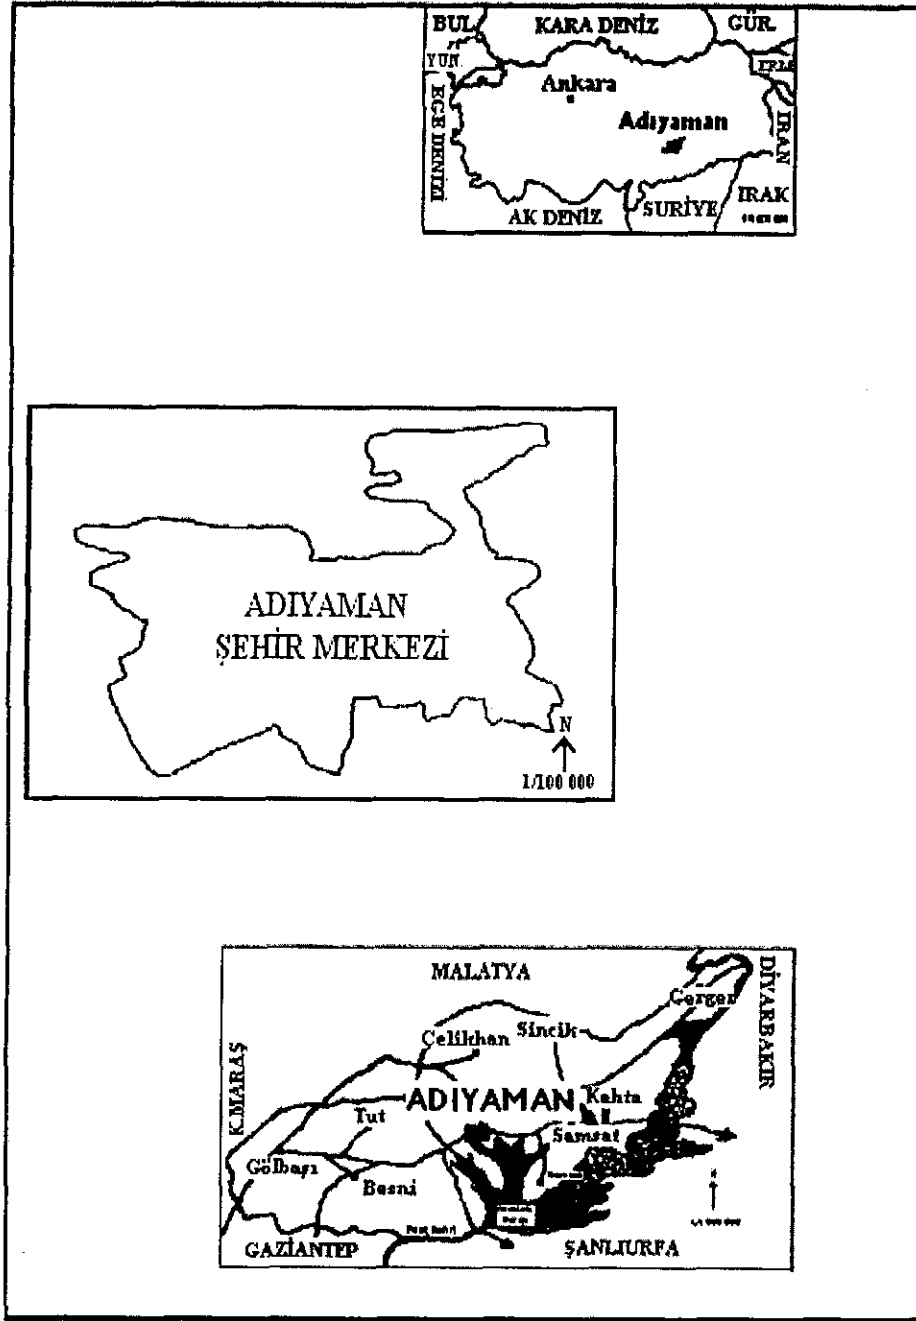 BUL.
KARA DENİZ
GÜR.
YUN.
Ankara
Adıyaman
EGE DENİZİ
IRAN
AK DENİZ
SURİYE
IRAK
ADIYAMAN
ŞEHİR MERKEZİ
N
1/100 000
MALATYA
DİYARBAKIR
Gerger
Çelikhan
Sincik
K.MARAŞ
ADIYAMAN
Kahta
Tut
Samsat
Gölbaşı
Besni
GAZİANTEP
ŞANLIURFA